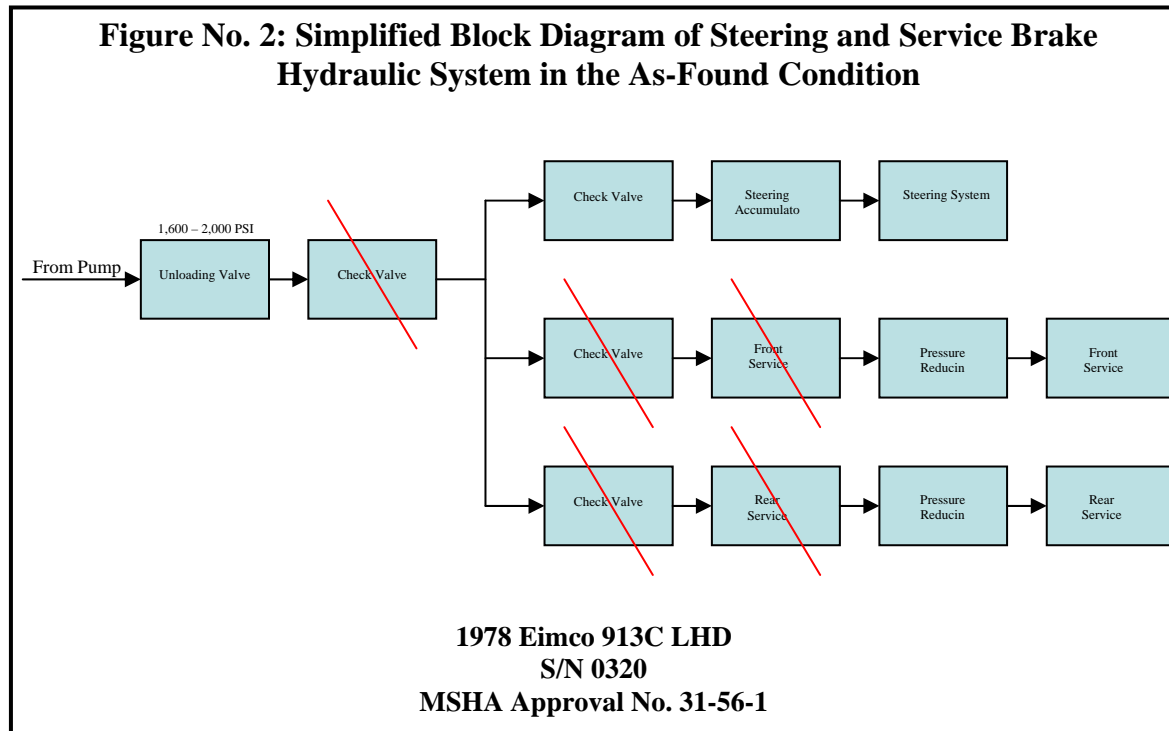 Figure No. 2: Simplified Block Diagram of Steering and Service Brake
Hydraulic System in the As-Found Condition
Check Valve
Steering
Accumulato
Steering System
1,600 – 2,000 PSI
From Pump
Unloading Valve
Check Valve
Check Valve
Front
Service
Pressure
Reducin
Front
Service
Check Valve
Rear
Service
Pressure
Reducin
Rear
Service
1978 Eimco 913C LHD
S/N 0320
MSHA Approval No. 31-56-1